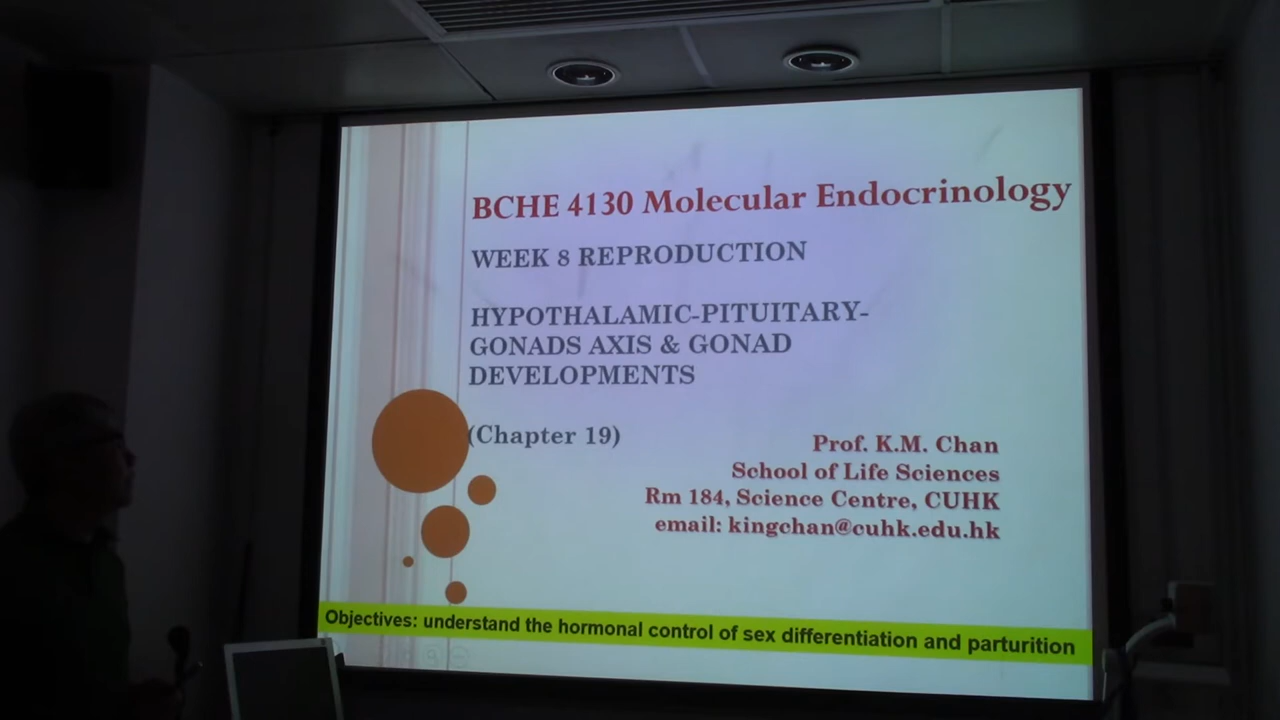 BCHE 4130 Molecular Endocrinology
WEEK 8 REPRODUCTION
HYPOTHALAMIC-PITUITARY-
GONADS AXIS & GONAD
DEVELOPMENTS
(Chapter 19)
Prof. K.M. Chan
School of Life Sciences
Rm 184, Science Centre, CUHK
email: kingchan@cuhk.edu.hk
Objectives: understand the hormonal control of sex differentiation and parturition